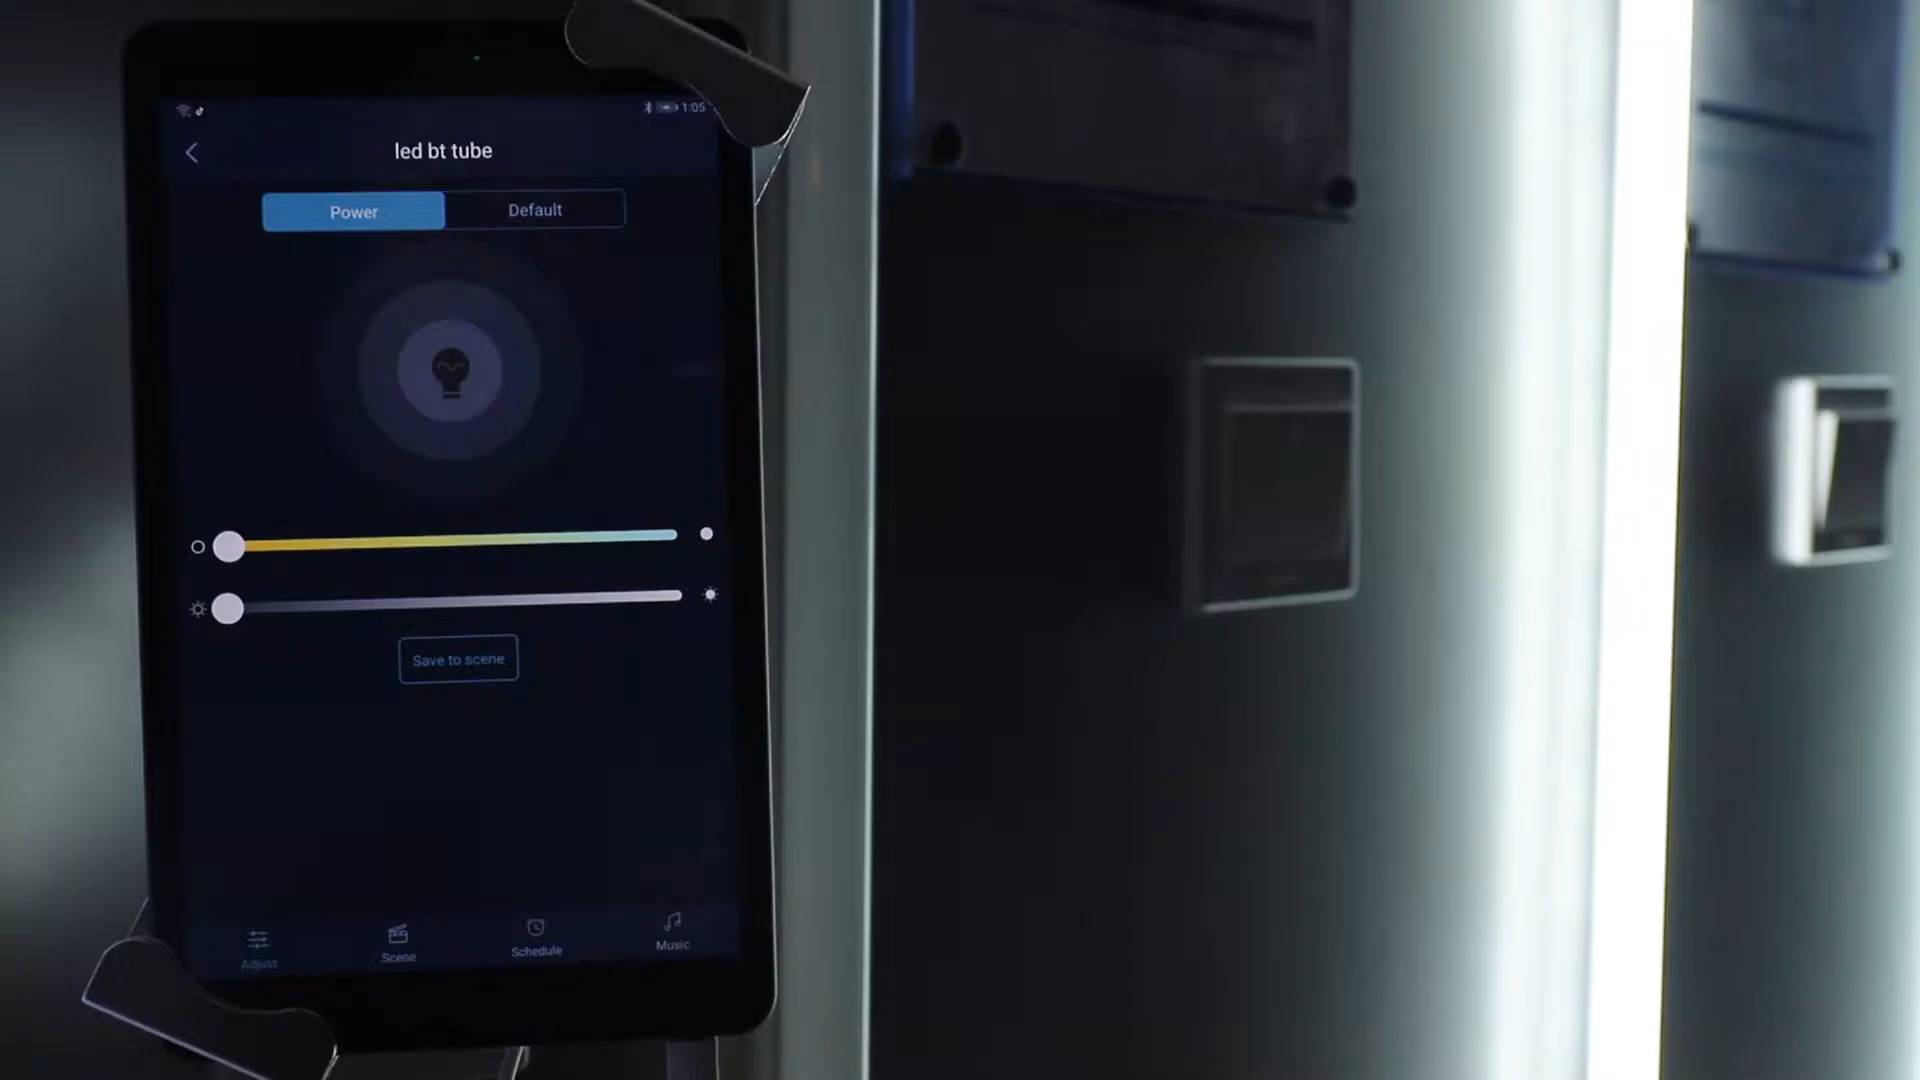 1:05
led bt tube
Power Default
Save to scene
Adjust Scene Schedule Music